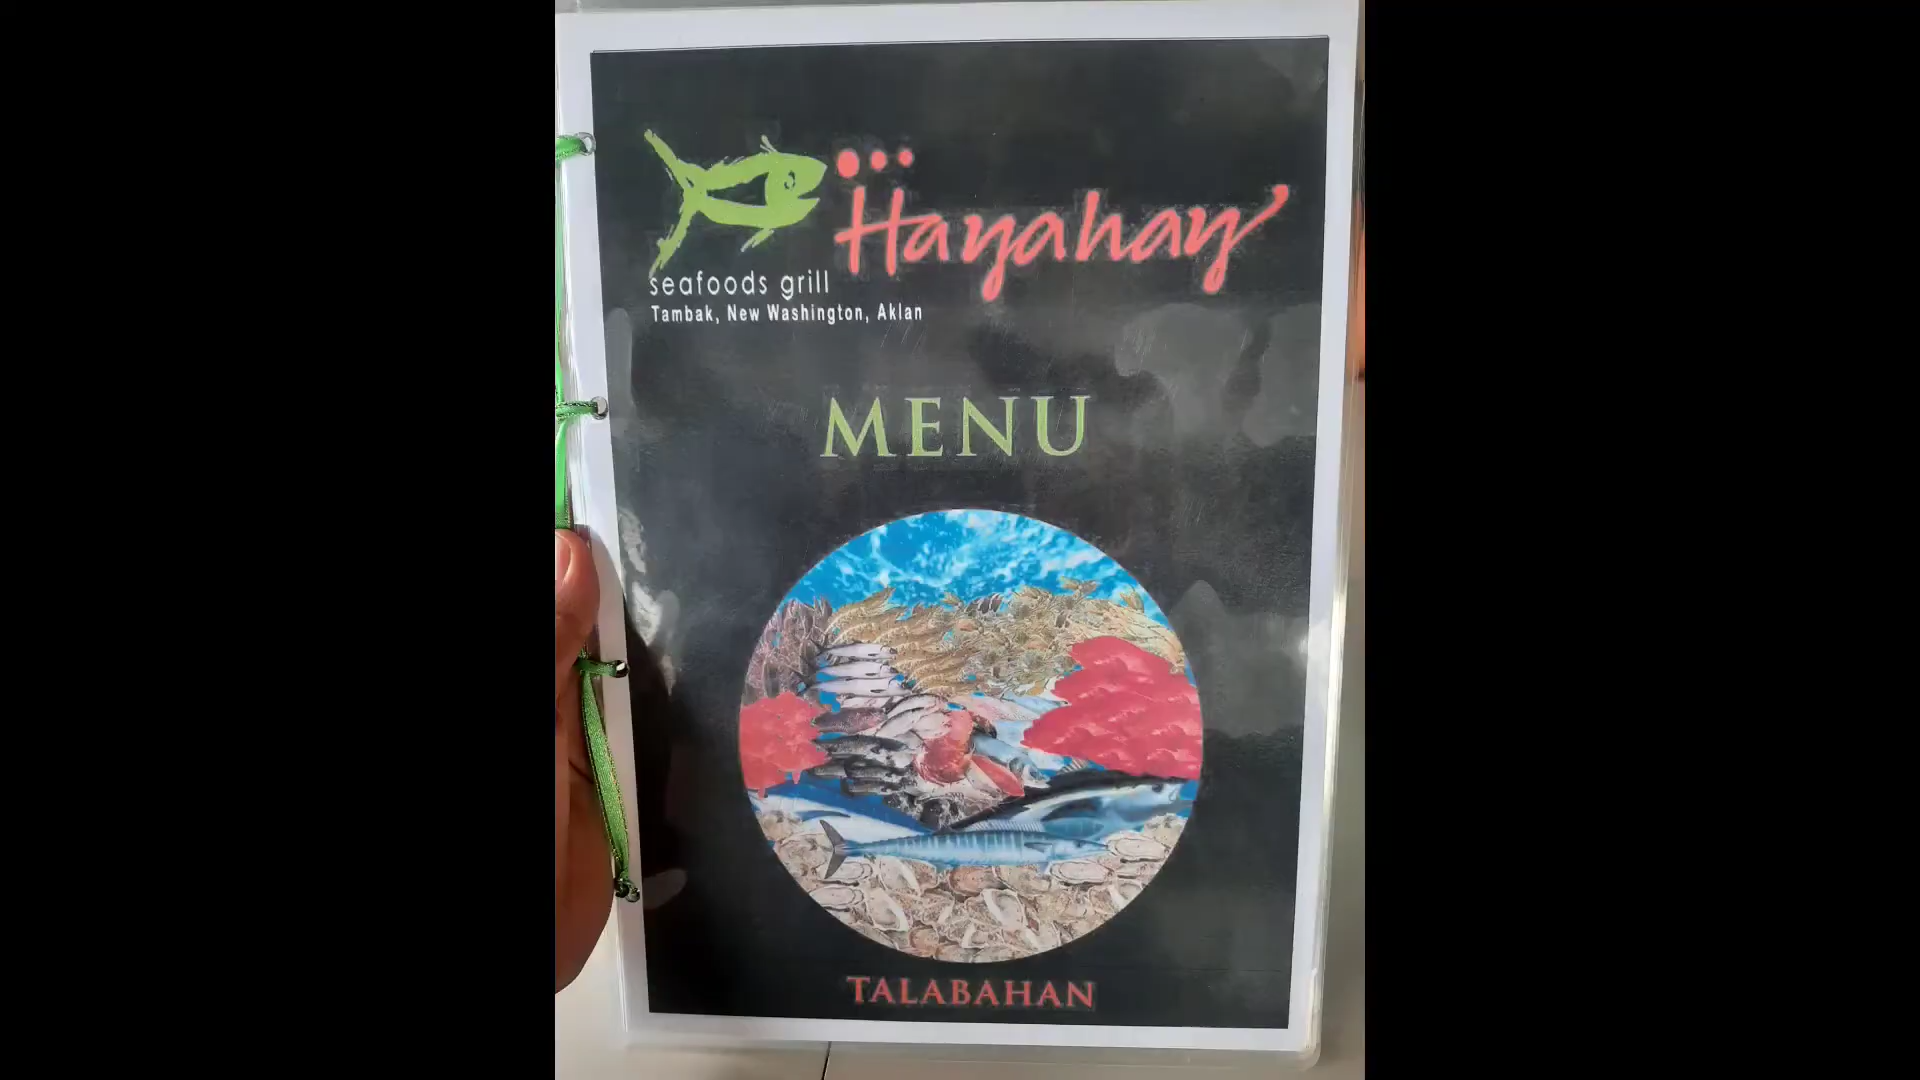 Hayahay
seafoods grill
Tambak, New Washington, Aklan
MENU
TALABAHAN